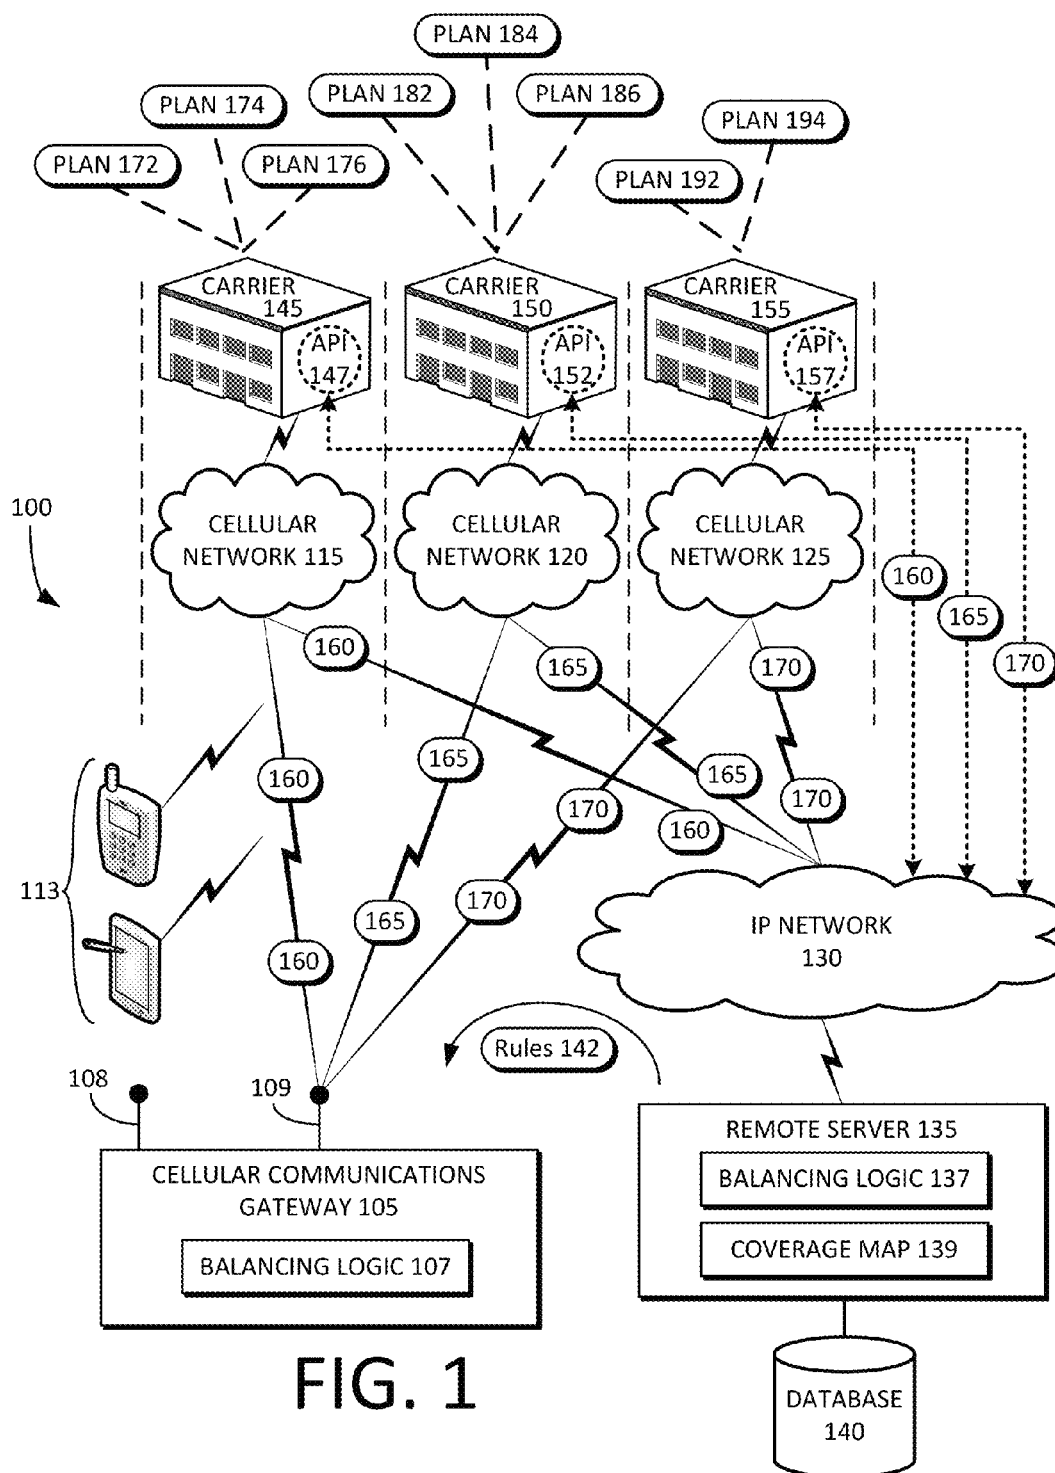 PLAN 184
PLAN 174
PLAN 182
PLAN 186
PLAN 194
PLAN 172
PLAN 176
PLAN 192
CARRIER
145
API
147
CARRIER
150
API
152
CARRIER
155
API
157
100
CELLULAR
NETWORK 115
CELLULAR
NETWORK 120
CELLULAR
NETWORK 125
160
165
170
160
165
170
160
165
165
170
170
160
113
165
170
160
IP NETWORK
130
Rules 142
108
109
CELLULAR COMMUNICATIONS
GATEWAY 105
BALANCING LOGIC 107
REMOTE SERVER 135
BALANCING LOGIC 137
COVERAGE MAP 139
DATABASE
140
FIG. 1